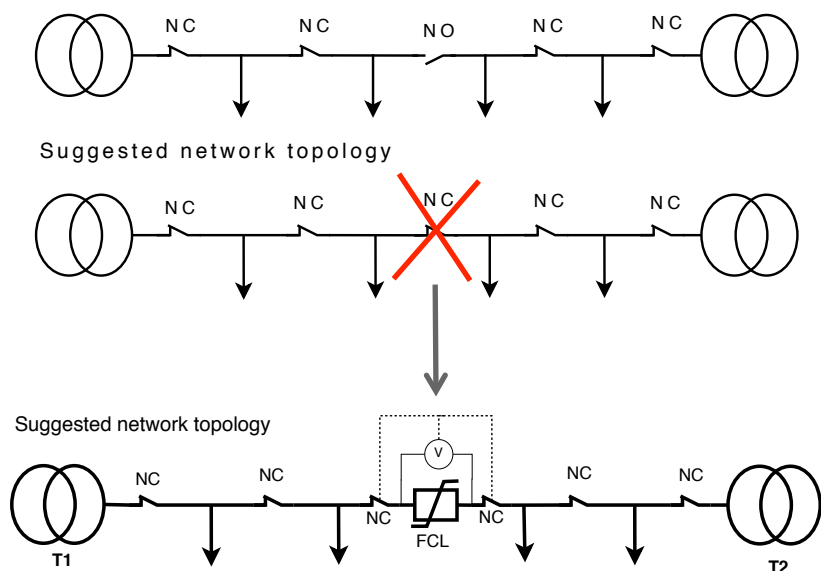 NC NC NO NC NC
Suggested network topology
NC NC NC NC NC
Suggested network topology
V
NC NC NC NC
NC NC
FCL
T1 T2